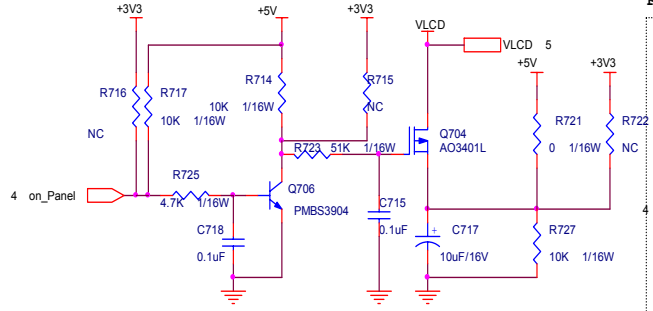 +3V3
+5V
+3V3
VLCD
VLCD 5
+5V
+3V3
R716
NC
R717
10K 1/16W
R714
10K 1/16W
R715
NC
Q704
AO3401L
R721
0 1/16W
R722
NC
R723 51K 1/16W
4 on_Panel
R725
4.7K 1/16W
Q706
PMBS3904
C718
0.1uF
C715
0.1uF
+
C717
10uF/16V
R727
10K 1/16W
4